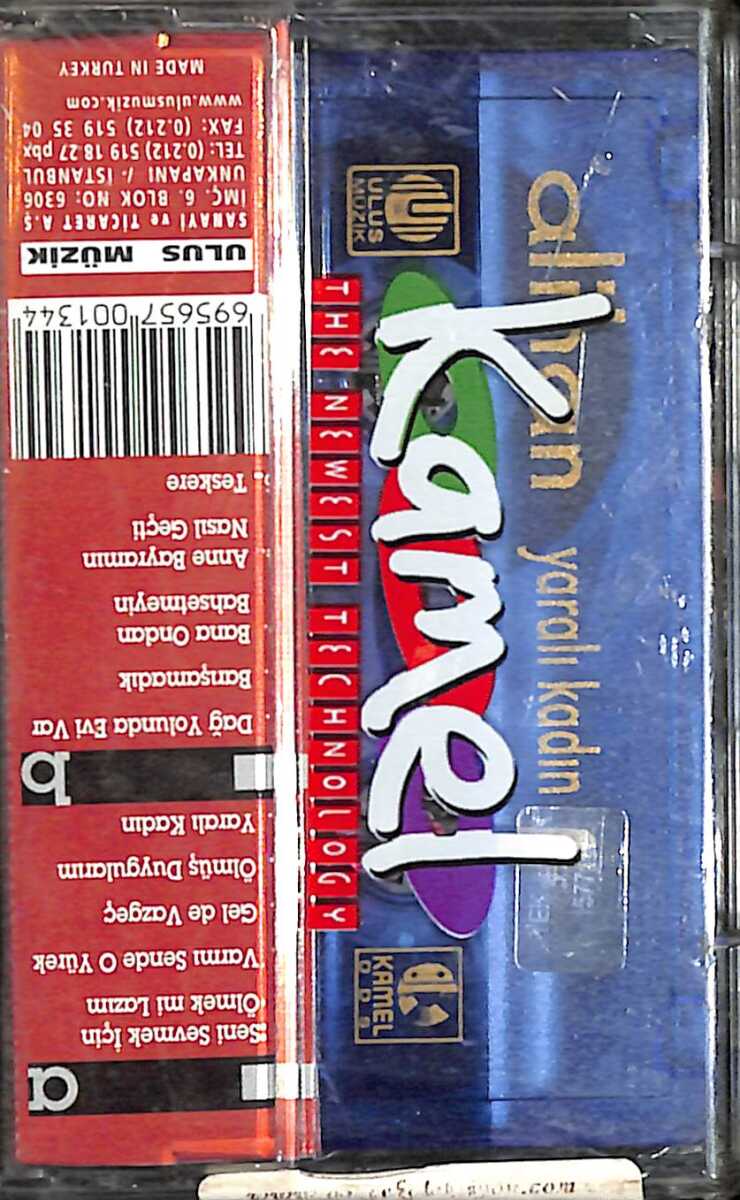 a
Seni Sevmek İçin
Ölmek mi Lazım
Varmı Sende O Yürek
Gel de Vazgeç
Ölmüş Duygularım
Yaralı Kadın
b
Dağ Yolunda Evi Var
Barışamadık
Bana Ondan
Bahsetmeyin
Anne Bayramın
Nasıl Geçti
Teskere
695657 001344
ULUS MÜZİK
SANAYİ ve TİCARET A.Ş
İMÇ. 6. BLOK NO: 6306
UNKAPANI / İSTANBUL
TEL: (0.212) 519 18 27 pbx
FAX: (0.212) 519 35 04
www.ulusmuzik.com
MADE IN TURKEY
alihan yaralı kadın
ULUS
MÜZİK
Kamel
THE NEWEST TECHNOLOGY
KAMEL